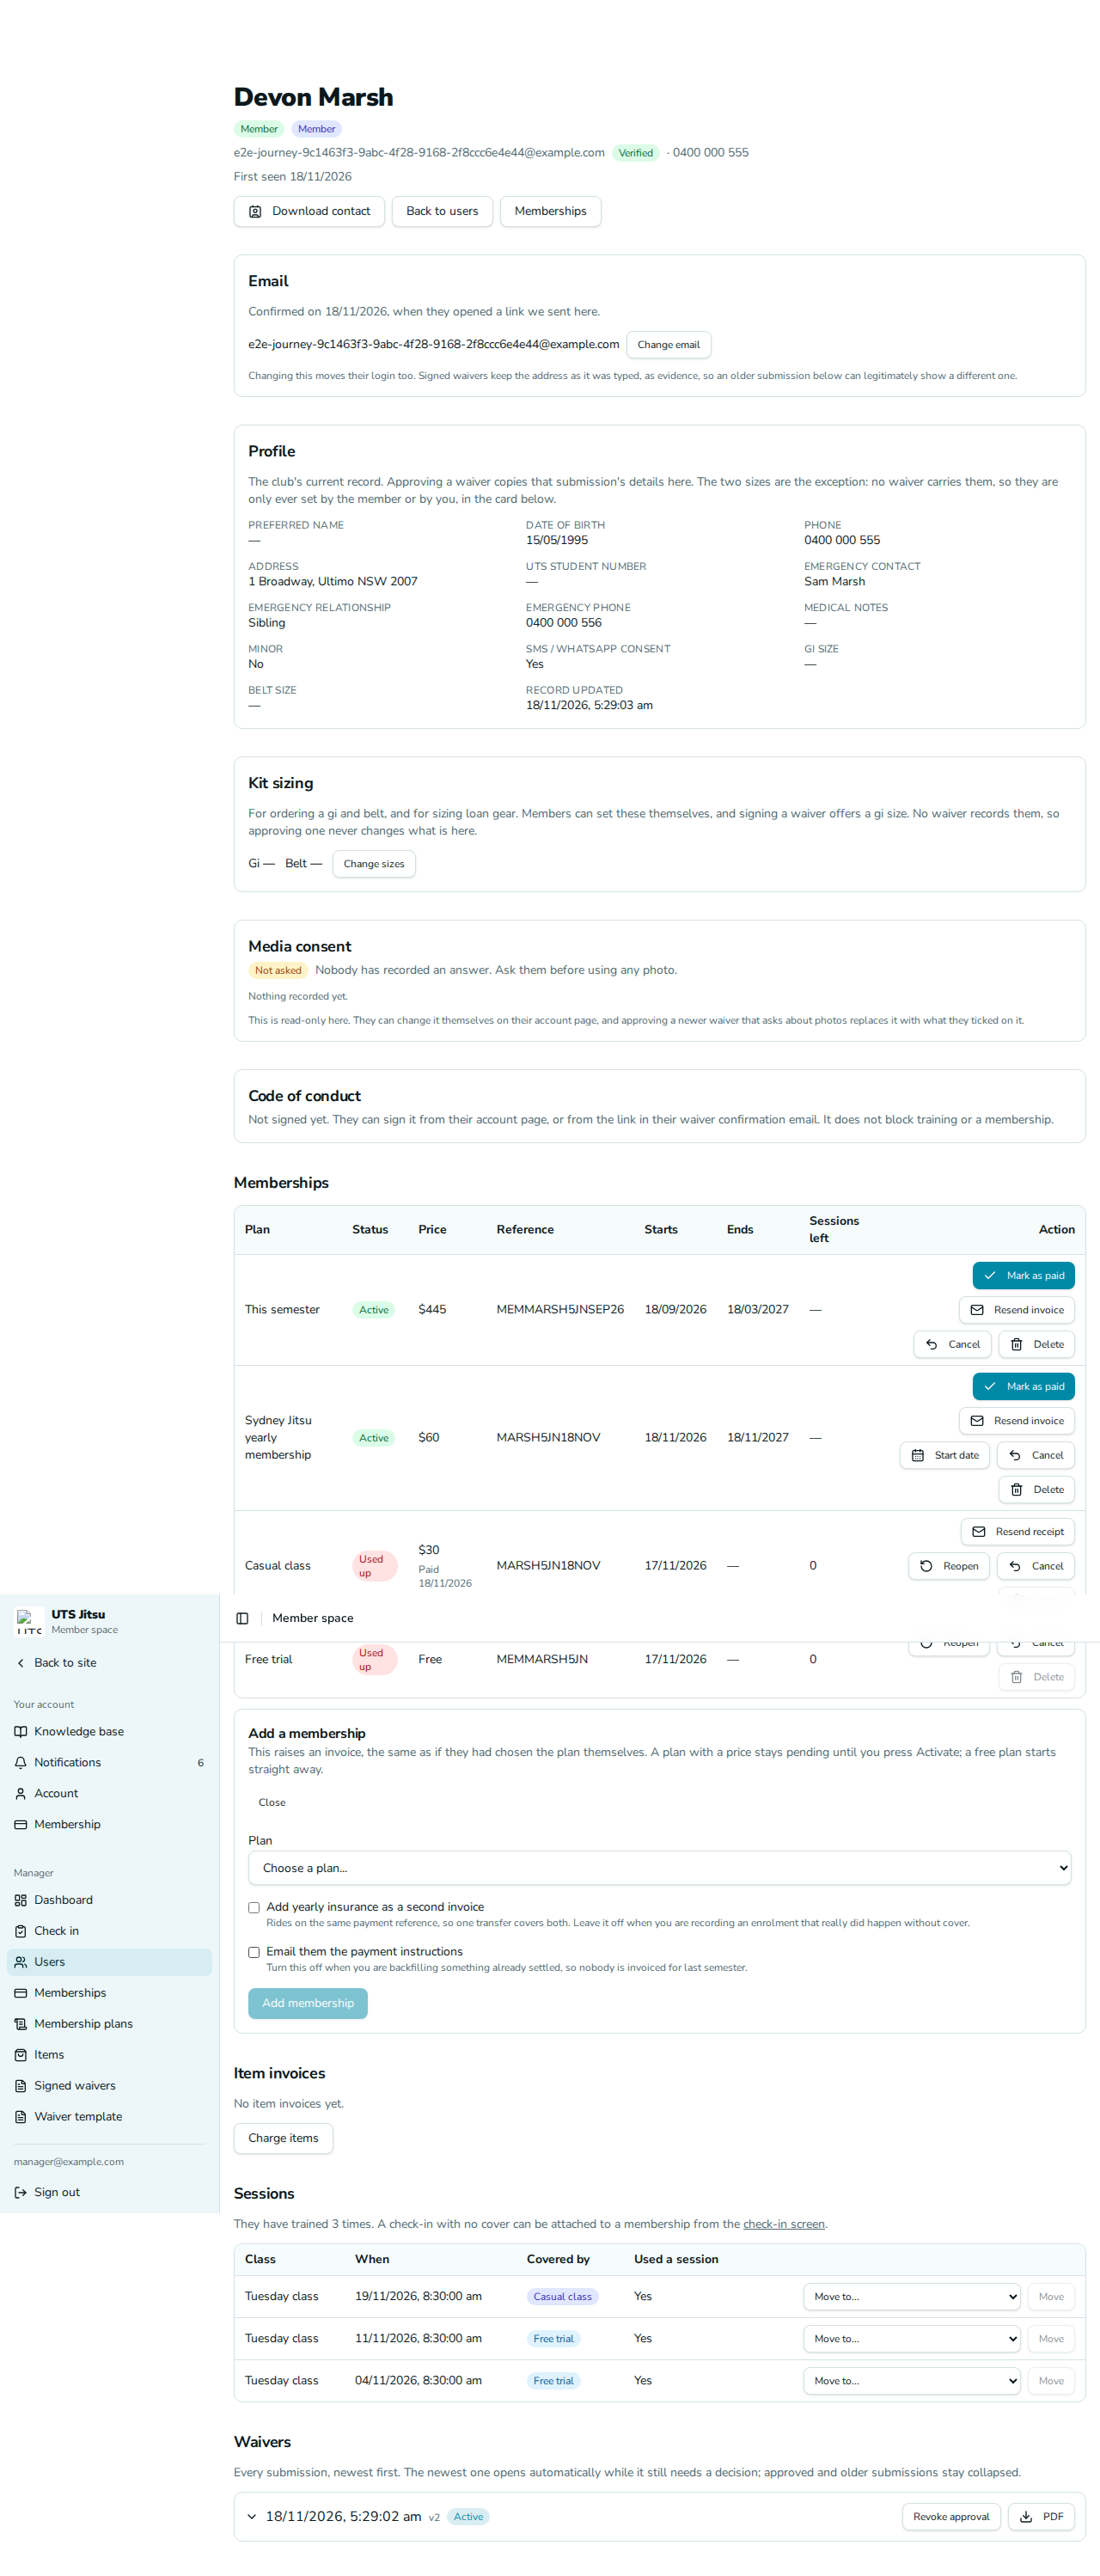 Devon Marsh
Member Member
e2e-journey-9c1463f3-9abc-4f28-9168-2f8ccc6e4e44@example.com Verified · 0400 000 555
First seen 18/11/2026
Download contact Back to users Memberships
Email
Confirmed on 18/11/2026, when they opened a link we sent here.
e2e-journey-9c1463f3-9abc-4f28-9168-2f8ccc6e4e44@example.com Change email
Changing this moves their login too. Signed waivers keep the address as it was typed, as evidence, so an older submission below can legitimately show a different one.
Profile
The club's current record. Approving a waiver copies that submission's details here. The two sizes are the exception: no waiver carries them, so they are
only ever set by the member or by you, in the card below.
PREFERRED NAME DATE OF BIRTH PHONE
— 15/05/1995 0400 000 555
ADDRESS UTS STUDENT NUMBER EMERGENCY CONTACT
1 Broadway, Ultimo NSW 2007 — Sam Marsh
EMERGENCY RELATIONSHIP EMERGENCY PHONE MEDICAL NOTES
Sibling 0400 000 556 —
MINOR SMS / WHATSAPP CONSENT GI SIZE
No Yes —
BELT SIZE RECORD UPDATED
— 18/11/2026, 5:29:03 am
Kit sizing
For ordering a gi and belt, and for sizing loan gear. Members can set these themselves, and signing a waiver offers a gi size. No waiver records them, so
approving one never changes what is here.
Gi — Belt — Change sizes
Media consent
Not asked Nobody has recorded an answer. Ask them before using any photo.
Nothing recorded yet.
This is read-only here. They can change it themselves on their account page, and approving a newer waiver that asks about photos replaces it with what they ticked on it.
Code of conduct
Not signed yet. They can sign it from their account page, or from the link in their waiver confirmation email. It does not block training or a membership.
Memberships
Plan Status Price Reference Starts Ends Sessions left Action
This semester Active $445 MEMMARSH5JNSEP26 18/09/2026 18/03/2027 —
Mark as paid
Resend invoice
Cancel Delete
Sydney Jitsu yearly membership Active $60 MARSH5JN18NOV 18/11/2026 18/11/2027 —
Mark as paid
Resend invoice
Start date Cancel
Delete
Casual class Used up $30 Paid 18/11/2026 MARSH5JN18NOV 17/11/2026 — 0
Resend receipt
Reopen Cancel
Free trial Used up Free MEMMARSH5JN 17/11/2026 — 0
Reopen Cancel
Delete
UTS Jitsu
Member space
Member space
Back to site
Your account
Knowledge base
Notifications 6
Account
Membership
Manager
Dashboard
Check in
Users
Memberships
Membership plans
Items
Signed waivers
Waiver template
manager@example.com
Sign out
Add a membership
This raises an invoice, the same as if they had chosen the plan themselves. A plan with a price stays pending until you press Activate; a free plan starts
straight away.
Close
Plan
Choose a plan...
Add yearly insurance as a second invoice
Rides on the same payment reference, so one transfer covers both. Leave it off when you are recording an enrolment that really did happen without cover.
Email them the payment instructions
Turn this off when you are backfilling something already settled, so nobody is invoiced for last semester.
Add membership
Item invoices
No item invoices yet.
Charge items
Sessions
They have trained 3 times. A check-in with no cover can be attached to a membership from the check-in screen.
Class When Covered by Used a session
Tuesday class 19/11/2026, 8:30:00 am Casual class Yes Move to... Move
Tuesday class 11/11/2026, 8:30:00 am Free trial Yes Move to... Move
Tuesday class 04/11/2026, 8:30:00 am Free trial Yes Move to... Move
Waivers
Every submission, newest first. The newest one opens automatically while it still needs a decision; approved and older submissions stay collapsed.
18/11/2026, 5:29:02 am v2 Active Revoke approval PDF